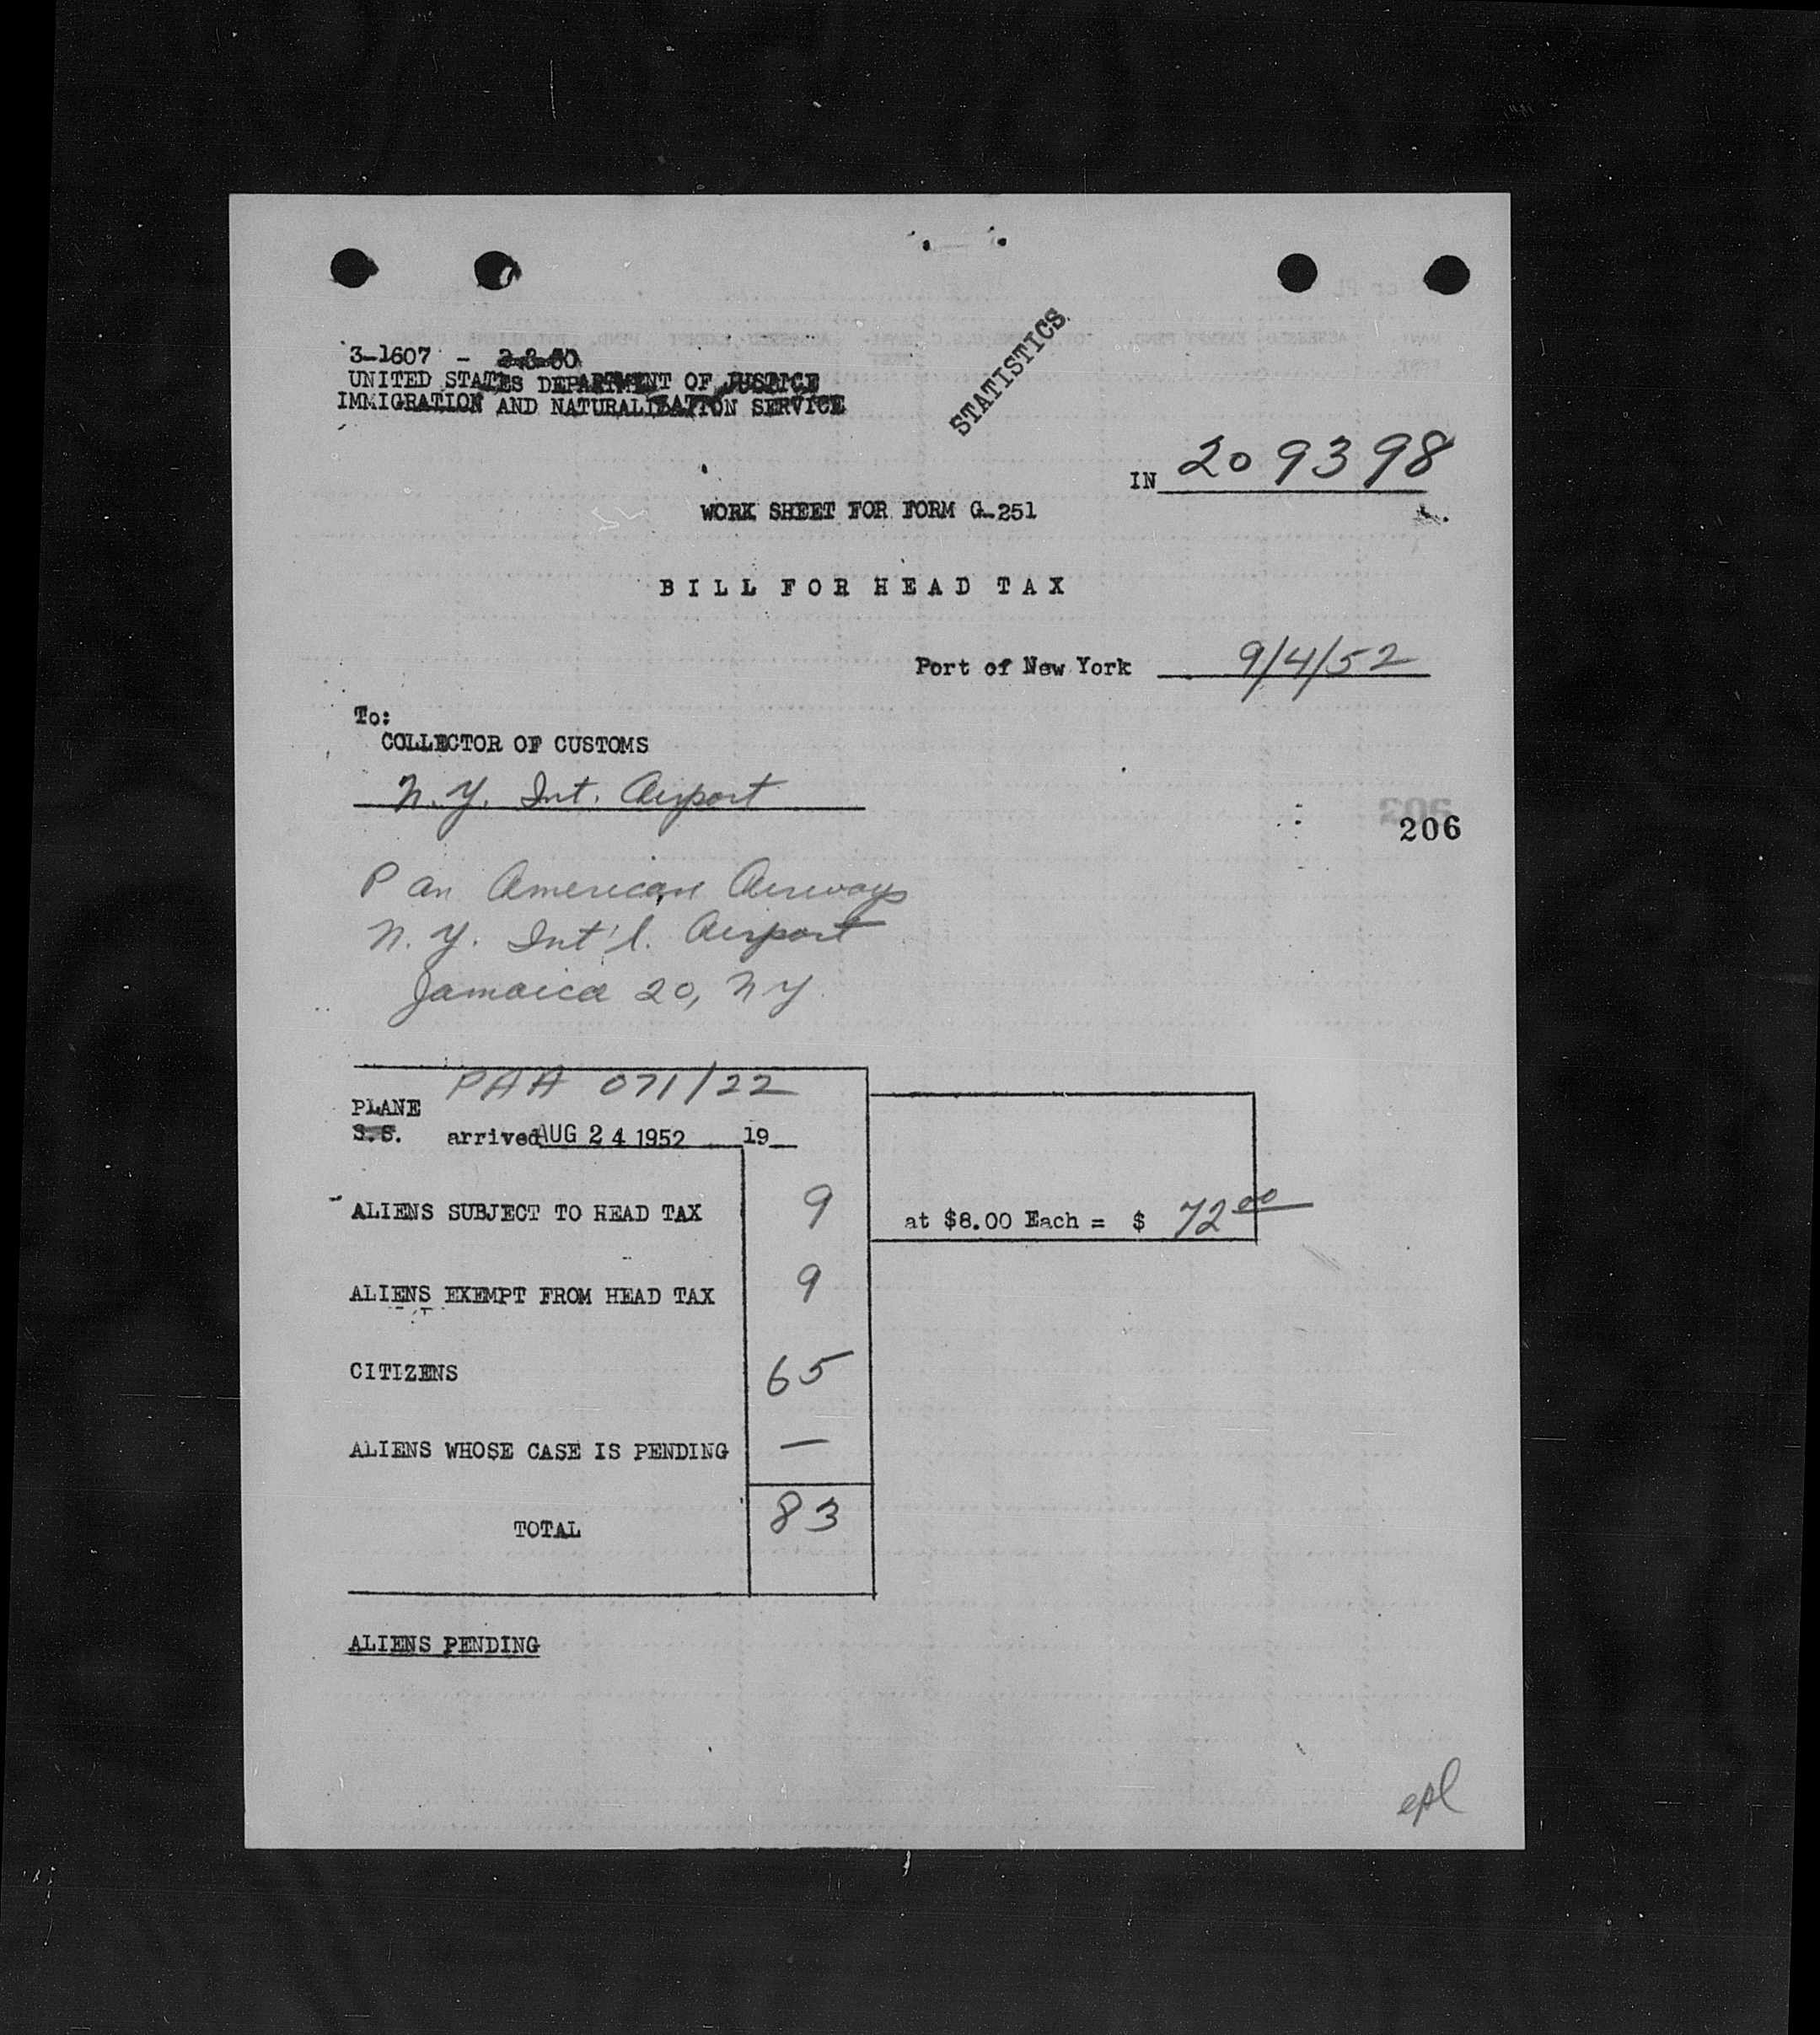 3-1607 - 2-8-50
UNITED STATES DEPARTMENT OF JUSTICE
IMMIGRATION AND NATURALIZATION SERVICE
STATISTICS
IN 209398
WORK SHEET FOR FORM G-251
BILL FOR HEAD TAX
Port of New York 9/4/52
To:
COLLECTOR OF CUSTOMS
N.Y. Int. Airport
206
Pan American Airways
N.Y. Int'l. Airport
Jamaica 20, NY
PAA 071/22
PLANE
S.S. arrived AUG 24 1952 19
ALIENS SUBJECT TO HEAD TAX 9 at $8.00 Each = $ 72 00
ALIENS EXEMPT FROM HEAD TAX 9
CITIZENS 65
ALIENS WHOSE CASE IS PENDING —
TOTAL 83
ALIENS PENDING